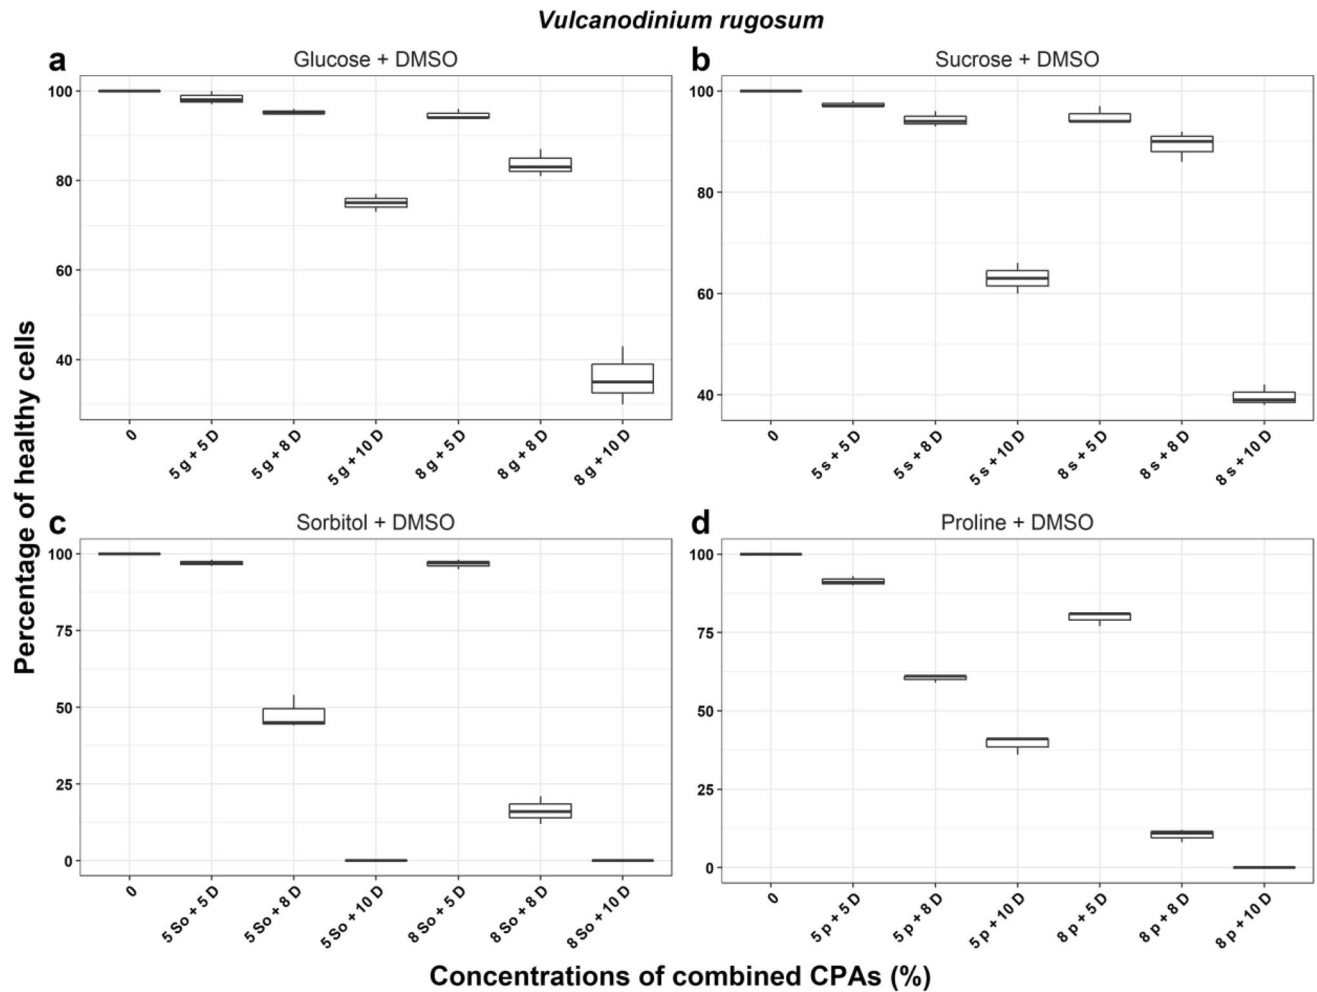 Vulcanodinium rugosum
a
Glucose + DMSO
100
80
60
40
0
5 g + 5 D
5 g + 8 D
5 g + 10 D
8 g + 5 D
8 g + 8 D
8 g + 10 D
b
Sucrose + DMSO
100
80
60
40
0
5 s + 5 D
5 s + 8 D
5 s + 10 D
8 s + 5 D
8 s + 8 D
8 s + 10 D
Percentage of healthy cells
c
Sorbitol + DMSO
100
75
50
25
0
0
5 So + 5 D
5 So + 8 D
5 So + 10 D
8 So + 5 D
8 So + 8 D
8 So + 10 D
d
Proline + DMSO
100
75
50
25
0
0
5 p + 5 D
5 p + 8 D
5 p + 10 D
8 p + 5 D
8 p + 8 D
8 p + 10 D
Concentrations of combined CPAs (%)